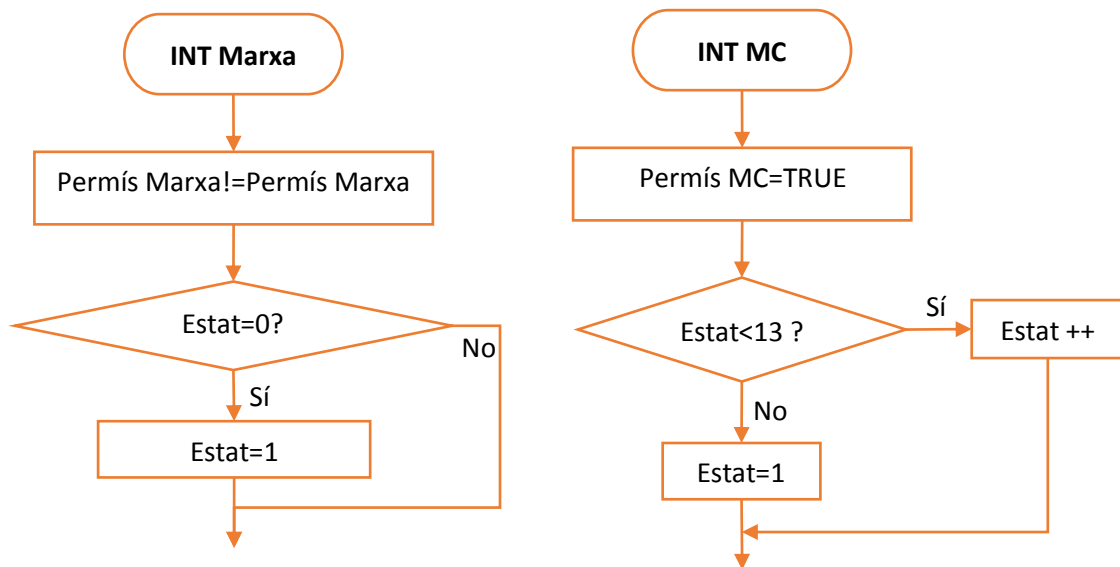 INT Marxa
Permís Marxa!=Permís Marxa
Estat=0?
No
Sí
Estat=1
INT MC
Permís MC=TRUE
Estat<13 ?
Sí
Estat ++
No
Estat=1